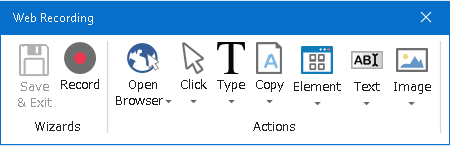 Web Recording
Save
& Exit
Record
Open
Browser
Click
Type
Copy
Element
Text
Image
Wizards
Actions